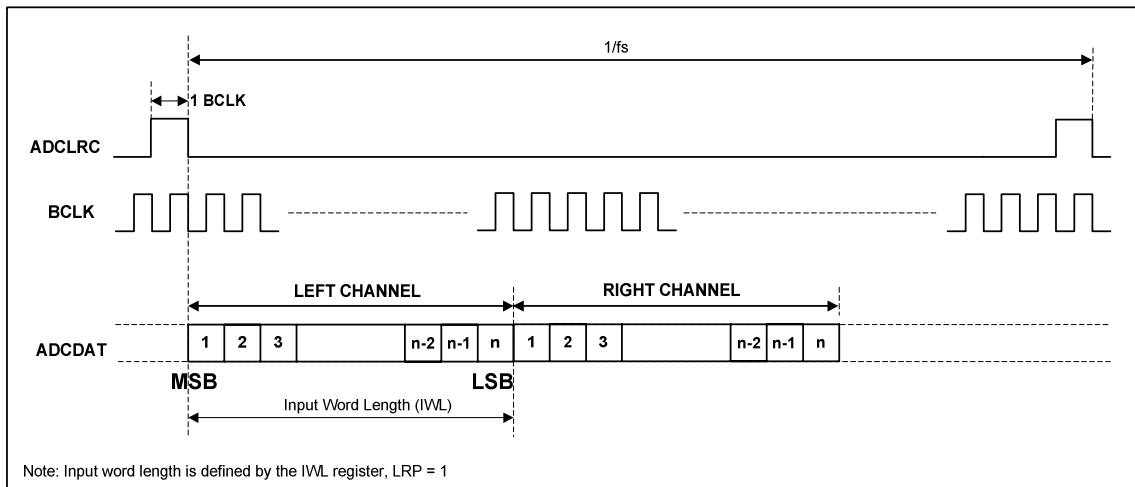 1/fs
1 BCLK
ADCLRC
BCLK
LEFT CHANNEL RIGHT CHANNEL
ADCDAT 1 2 3 n-2 n-1 n 1 2 3 n-2 n-1 n
MSB LSB
Input Word Length (IWL)
Note: Input word length is defined by the IWL register, LRP = 1